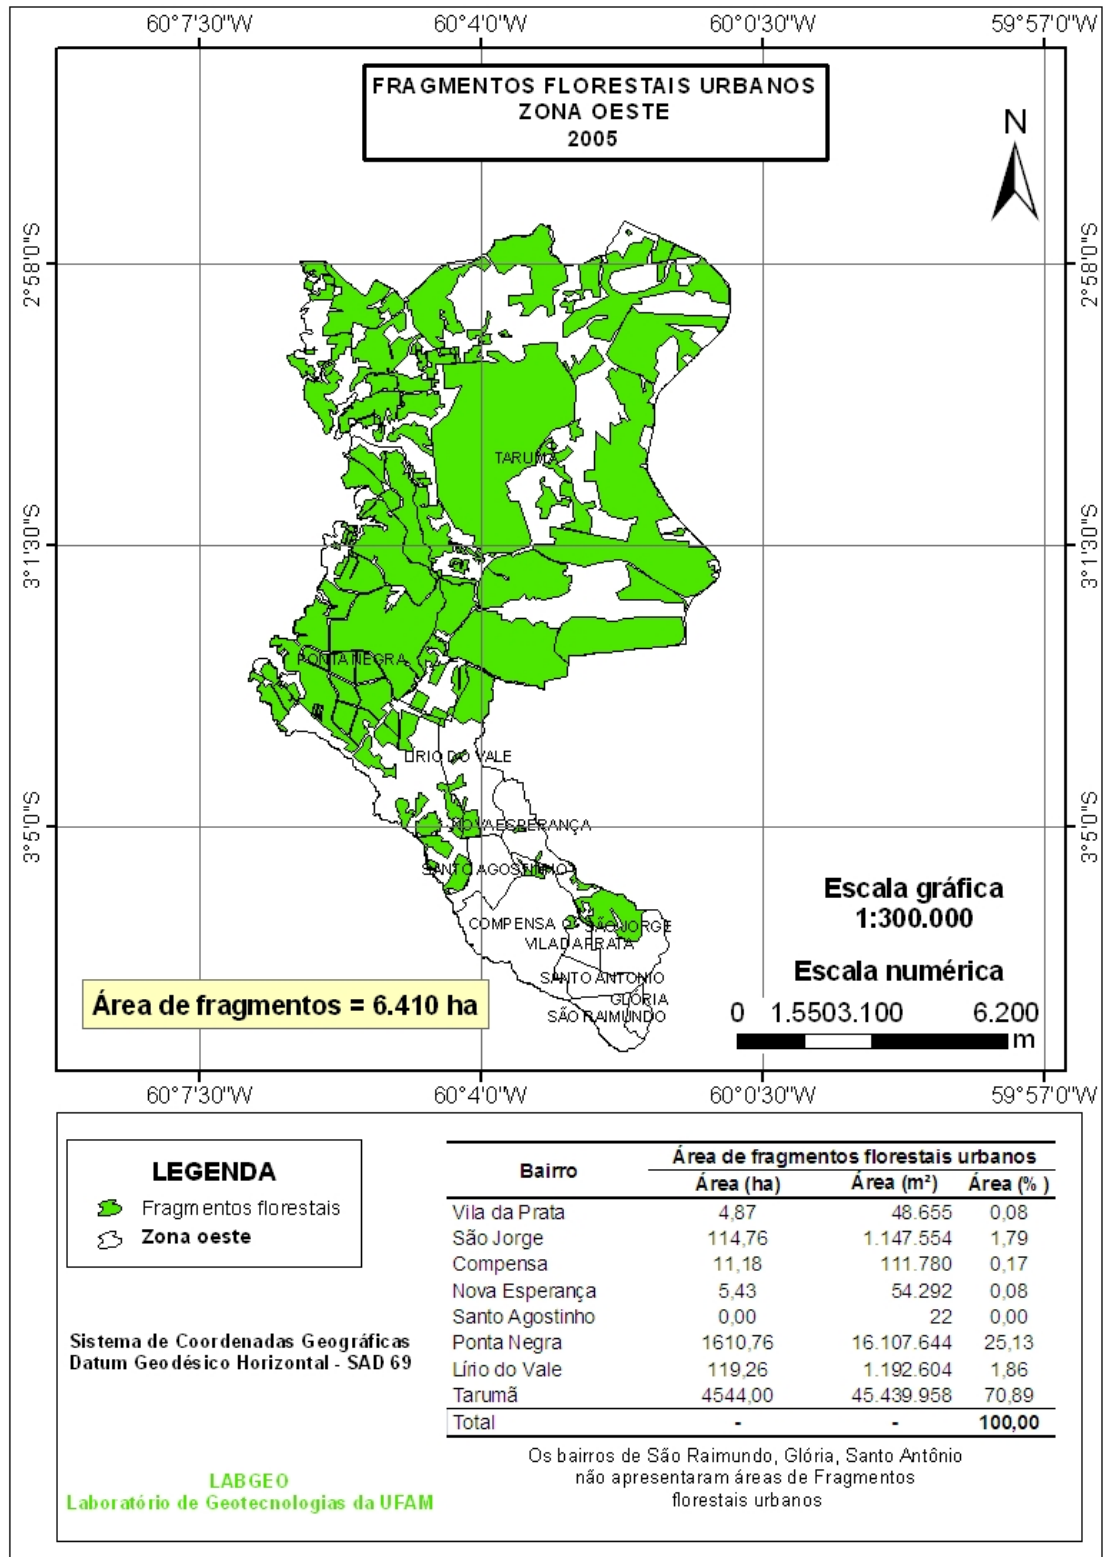 60°7'30"W 60°4'0"W 60°0'30"W 59°57'0"W
FRAGMENTOS FLORESTAIS URBANOS
ZONA OESTE
2005
N
2°58'0"S 2°58'0"S
TARUMÃ
3°1'30"S 3°1'30"S
PONTA NEGRA
LÍRIO DO VALE
3°5'0"S 3°5'0"S
NOVA ESPERANÇA
SANTO AGOSTINHO
COMPENSA
SÃO JORGE
VILA DA PRATA
SANTO ANTONIO
GLÓRIA
SÃO RAIMUNDO
Escala gráfica
1:300.000
Escala numérica
0 1.5503.100 6.200
m
Área de fragmentos = 6.410 ha
60°7'30"W 60°4'0"W 60°0'30"W 59°57'0"W
LEGENDA
Fragmentos florestais
Zona oeste
Sistema de Coordenadas Geográficas
Datum Geodésico Horizontal - SAD 69
LABGEO
Laboratório de Geotecnologias da UFAM
Bairro Área de fragmentos florestais urbanos
Área (ha) Área (m²) Área (% )
Vila da Prata 4,87 48.655 0,08
São Jorge 114,76 1.147.554 1,79
Compensa 11,18 111.780 0,17
Nova Esperança 5,43 54.292 0,08
Santo Agostinho 0,00 22 0,00
Ponta Negra 1610,76 16.107.644 25,13
Lírio do Vale 119,26 1.192.604 1,86
Tarumã 4544,00 45.439.958 70,89
Total - - 100,00
Os bairros de São Raimundo, Glória, Santo Antônio
não apresentaram áreas de Fragmentos
florestais urbanos